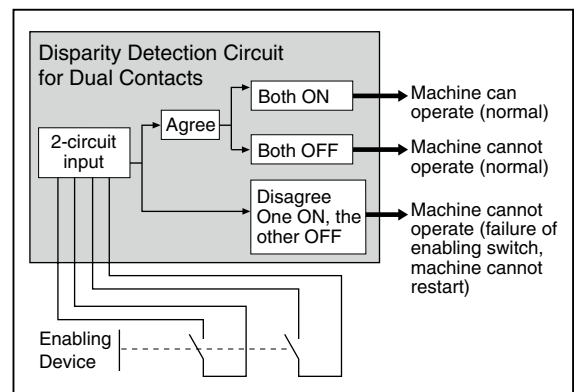 Disparity Detection Circuit
for Dual Contacts
2-circuit
input
Agree
Both ON
Both OFF
Disagree
One ON, the
other OFF
Machine can
operate (normal)
Machine cannot
operate (normal)
Machine cannot
operate (failure of
enabling switch,
machine cannot
restart)
Enabling
Device